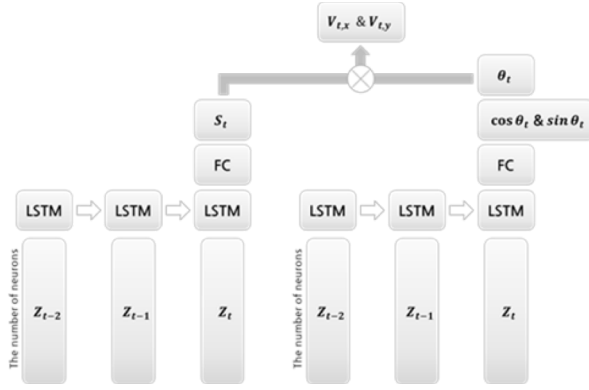 V_{t,x} & V_{t,y}
θ_t
S_t
cos θ_t & sin θ_t
FC
FC
LSTM
LSTM
LSTM
LSTM
LSTM
LSTM
The number of neurons
Z_{t-2}
Z_{t-1}
Z_t
The number of neurons
Z_{t-2}
Z_{t-1}
Z_t